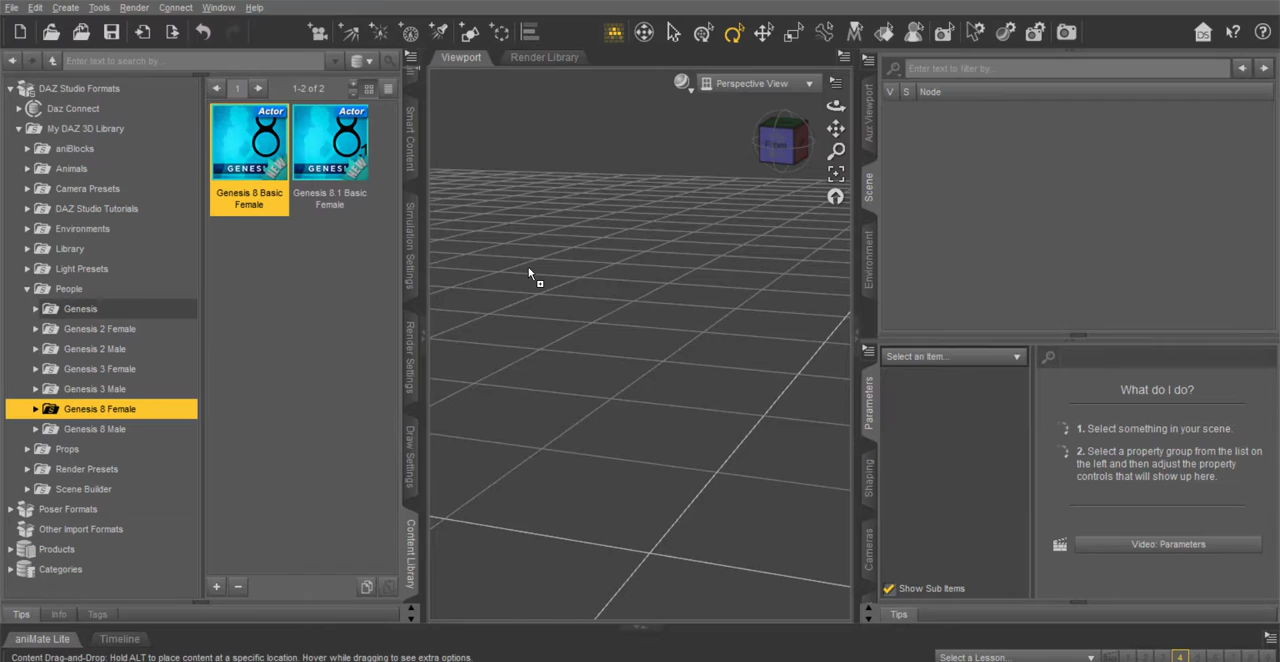 File Edit Create Tools Render Connect Window Help
Enter text to search by...
DAZ Studio Formats
Daz Connect
My DAZ 3D Library
aniBlocks
Animals
Camera Presets
DAZ Studio Tutorials
Environments
Library
Light Presets
People
Genesis
Genesis 2 Female
Genesis 2 Male
Genesis 3 Female
Genesis 3 Male
Genesis 8 Female
Genesis 8 Male
Props
Render Presets
Scene Builder
Poser Formats
Other Import Formats
Products
Categories
Tips Info Tags
1 1-2 of 2
Actor
Actor
Genesis 8 Basic
Female
Genesis 8.1 Basic
Female
Smart Content
Simulation Settings
Render Settings
Draw Settings
Content Library
Viewport Render Library
Perspective View
DS
Enter text to filter by...
V S Node
Aux Viewport
Scene
Environment
Select an Item...
Parameters
Shaping
Cameras
What do I do?
1. Select something in your scene.
2. Select a property group from the list
on the left and then adjust the property
controls that will show up here.
Video: Parameters
Show Sub Items
Tips
aniMate Lite Timeline
Content Drag-and-Drop: Hold ALT to place content at a specific location. Hover while dragging to see extra options.
Select a Lesson...
4